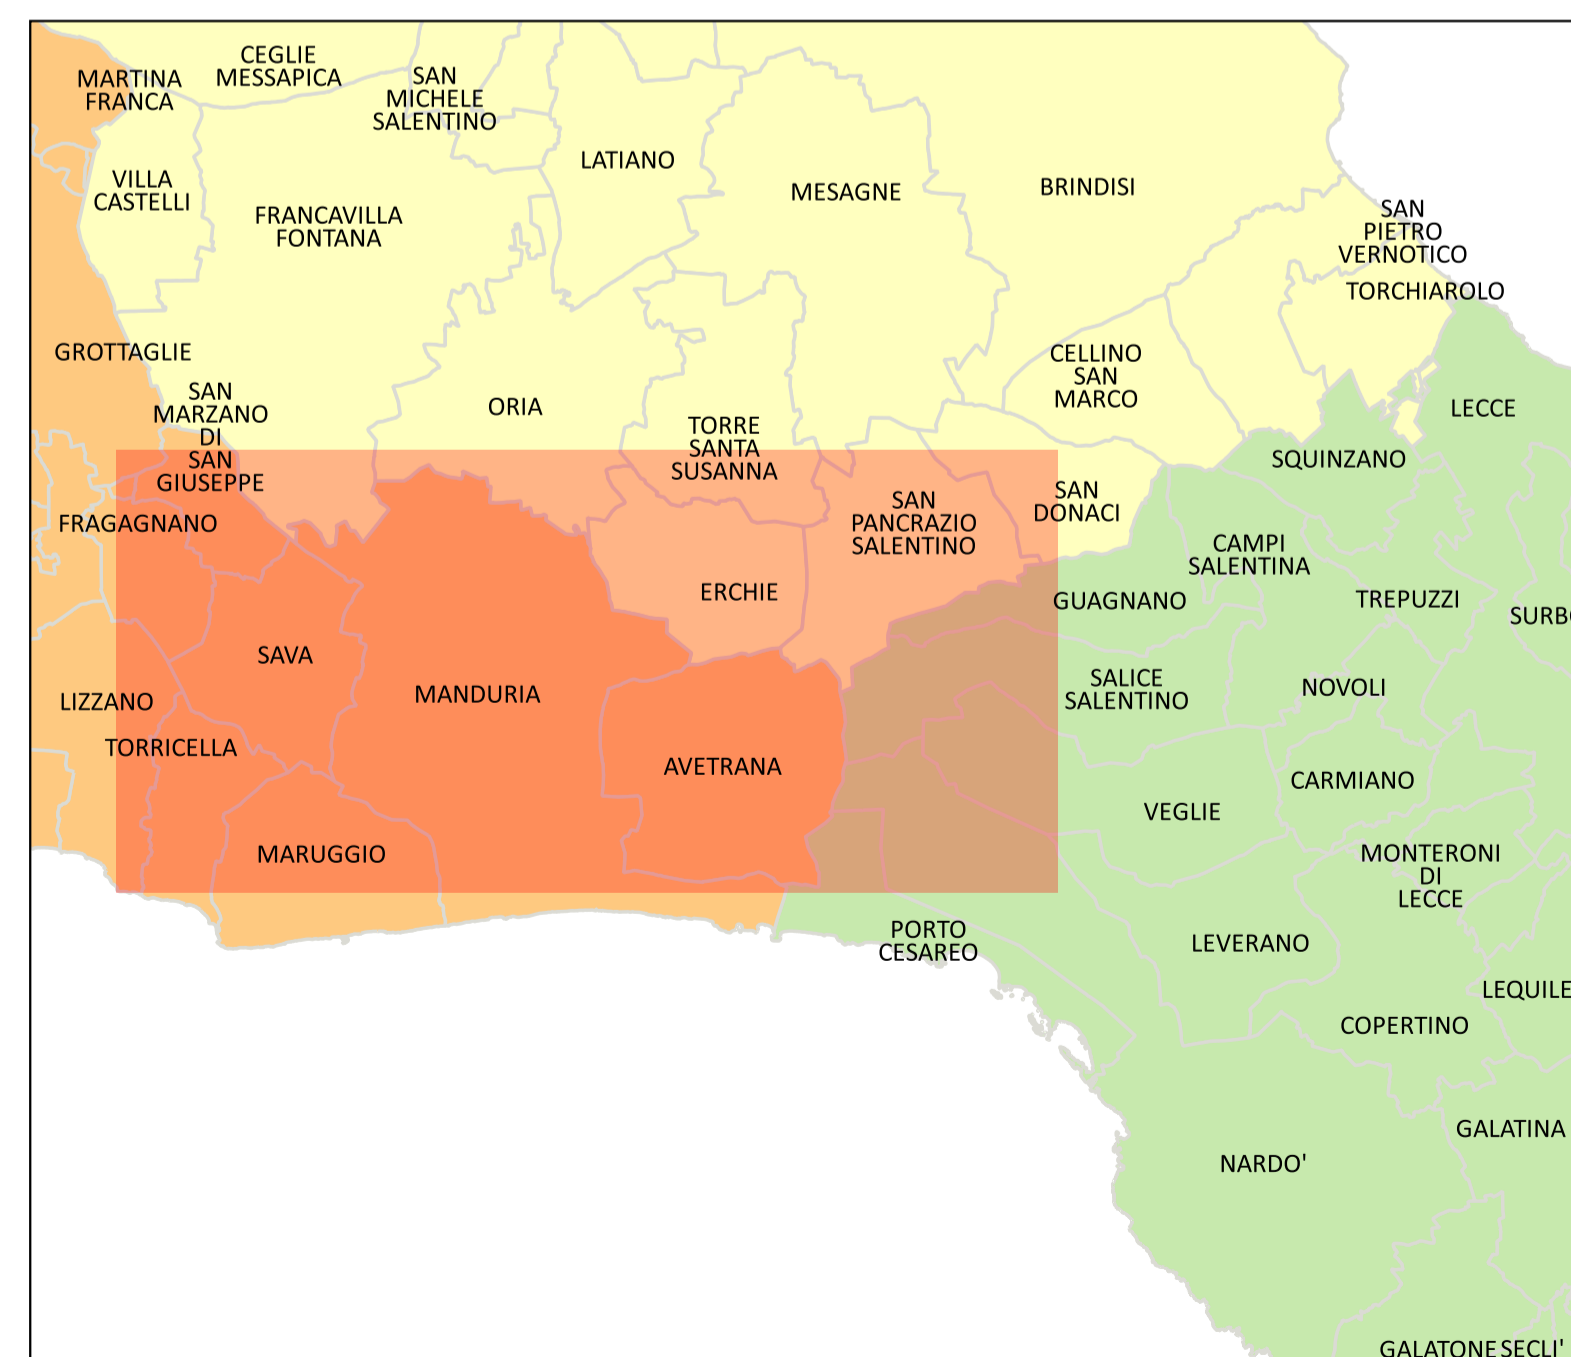 CEGLIE
MESSAPICA
MARTINA
FRANCA
SAN
MICHELE
SALENTINO
LATIANO
VILLA
CASTELLI
MESAGNE
BRINDISI
FRANCAVILLA
FONTANA
SAN
PIETRO
VERNOTICO
TORCHIAROLO
GROTTAGLIE
CELLINO
SAN
MARCO
SAN
MARZANO
DI
SAN
GIUSEPPE
ORIA
LECCE
TORRE
SANTA
SUSANNA
SQUINZANO
SAN
PANCRAZIO
SALENTINO
SAN
DONACI
FRAGAGNANO
CAMPI
SALENTINA
ERCHIE
GUAGNANO
TREPUZZI
SURBO
SAVA
MANDURIA
SALICE
SALENTINO
NOVOLI
LIZZANO
TORRICELLA
AVETRANA
CARMIANO
VEGLIE
MARUGGIO
MONTERONI
DI
LECCE
PORTO
CESAREO
LEVERANO
LEQUILE
COPERTINO
GALATINA
NARDO'
GALATONE
SECLI'